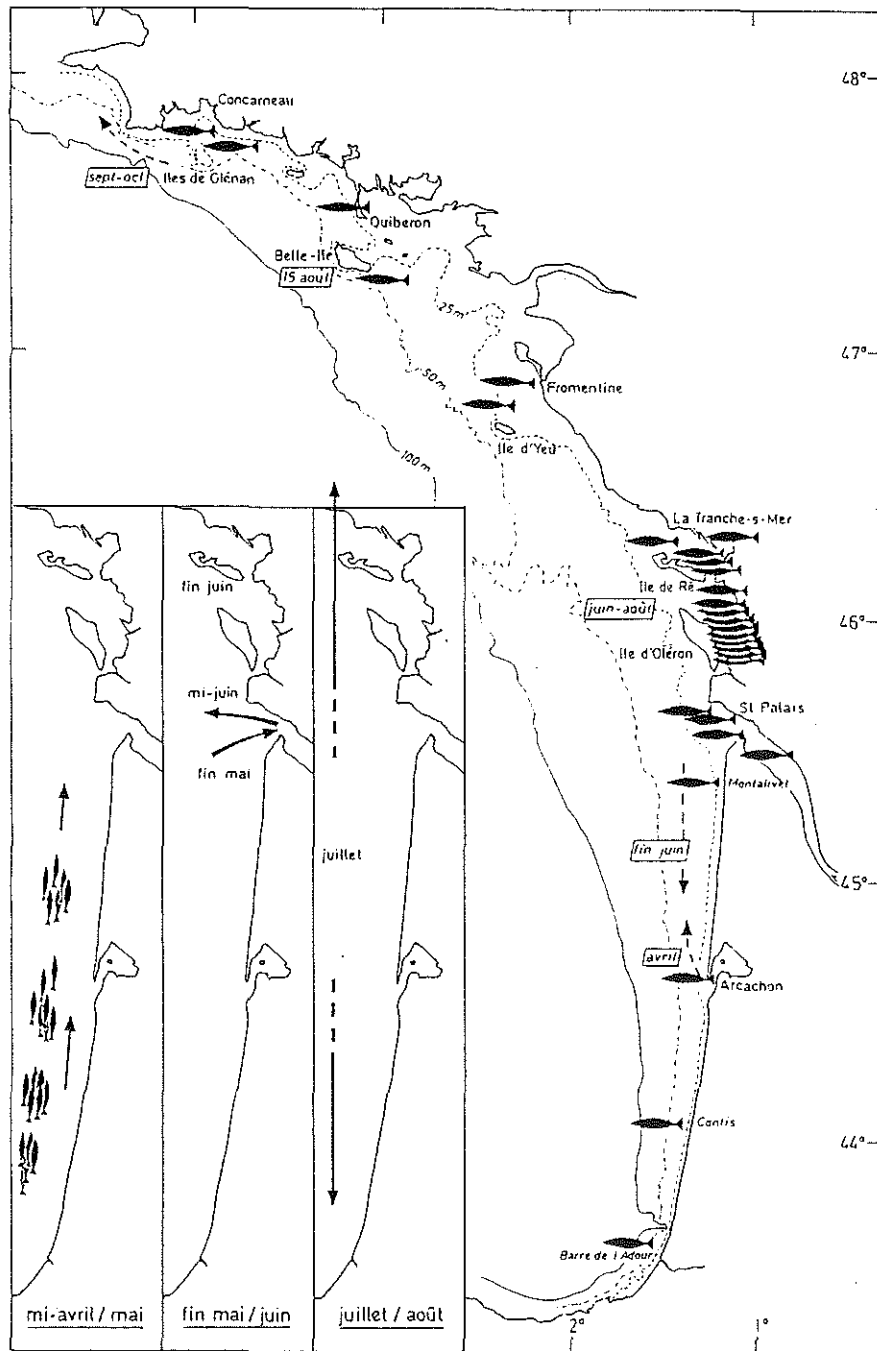 48°
Concarneau
sept-oct
Iles de Glénan
Quiberon
Belle-Ile
15 août
25 m
47°
50 m
Fromentine
Ile d'Yeu
100 m
La Tranche-s-Mer
fin juin
Ile de Ré
juin-août
46°
Ile d'Oléron
mi-juin
St Palais
fin mai
Montalivet
juillet
fin juin
45°
avril
Arcachon
Contis
44°
Barre de l'Adour
mi-avril / mai
fin mai/juin
juillet / août
2°
1°